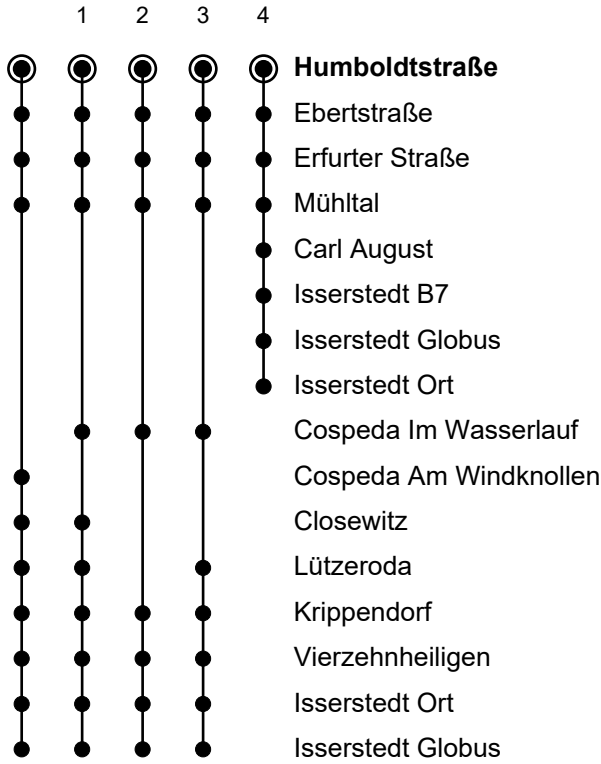 1 2 3 4
Humboldtstraße
Ebertstraße
Erfurter Straße
Mühltal
Carl August
Isserstedt B7
Isserstedt Globus
Isserstedt Ort
Cospeda Im Wasserlauf
Cospeda Am Windknollen
Closewitz
Lützeroda
Krippendorf
Vierzehnheiligen
Isserstedt Ort
Isserstedt Globus